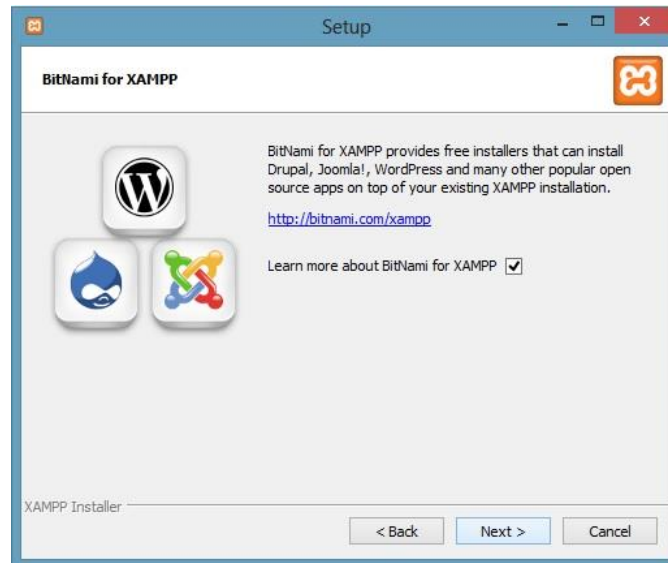 Setup
BitNami for XAMPP
BitNami for XAMPP provides free installers that can install
Drupal, Joomla!, WordPress and many other popular open
source apps on top of your existing XAMPP installation.
http://bitnami.com/xampp
Learn more about BitNami for XAMPP
XAMPP Installer
< Back Next > Cancel